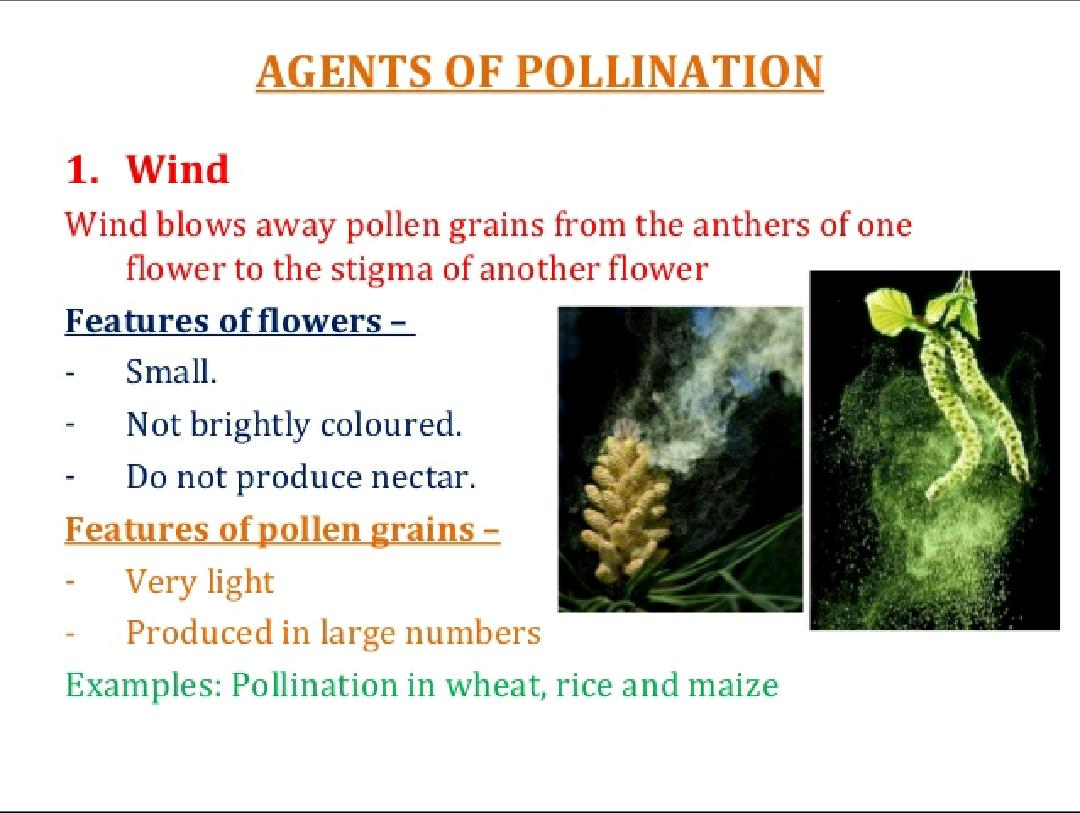 AGENTS OF POLLINATION
1. Wind
Wind blows away pollen grains from the anthers of one
flower to the stigma of another flower
Features of flowers –
- Small.
- Not brightly coloured.
- Do not produce nectar.
Features of pollen grains –
- Very light
- Produced in large numbers
Examples: Pollination in wheat, rice and maize